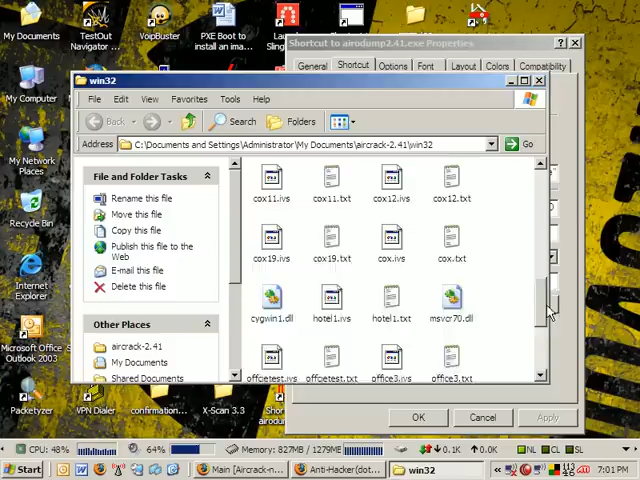 My Documents
TestOut
Navigator ...
VoipBuster
PXE Boot to
install an ima...
Launch
Sling
Shortcut to airodump2.41.exe Properties
General
Shortcut
Options
Font
Layout
Colors
Compatibility
win32
File
Edit
View
Favorites
Tools
Help
Back
Search
Folders
Address
C:\Documents and Settings\Administrator\My Documents\aircrack-2.41\win32
Go
My Computer
My Network
Places
Recycle Bin
Internet
Explorer
Microsoft Office
Outlook 2003
Packetyzer
File and Folder Tasks
Rename this file
Move this file
Copy this file
Publish this file to the
Web
E-mail this file
Delete this file
Other Places
aircrack-2.41
My Documents
Shared Documents
cox11.ivs
cox11.txt
cox12.ivs
cox12.txt
cox19.ivs
cox19.txt
cox.ivs
cox.txt
cygwin1.dll
hotel1.ivs
hotel1.txt
msvcr70.dll
offcetest.ivs
offcetest.txt
office3.ivs
office3.txt
VPN Dialer
confirmation...
X-Scan 3.3
OK
Cancel
Apply
CPU: 48%
64%
Memory: 827MB / 1279MB
0.1K
0.0K
NL
CL
SL
Start
Main [Aircrack-n...
Anti-Hacker(dot...
win32
7:01 PM